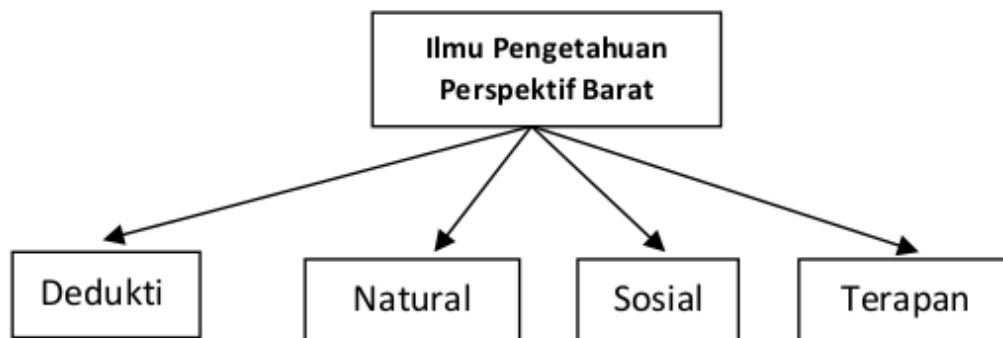 Ilmu Pengetahuan
Perspektif Barat
Dedukti
Natural
Sosial
Terapan